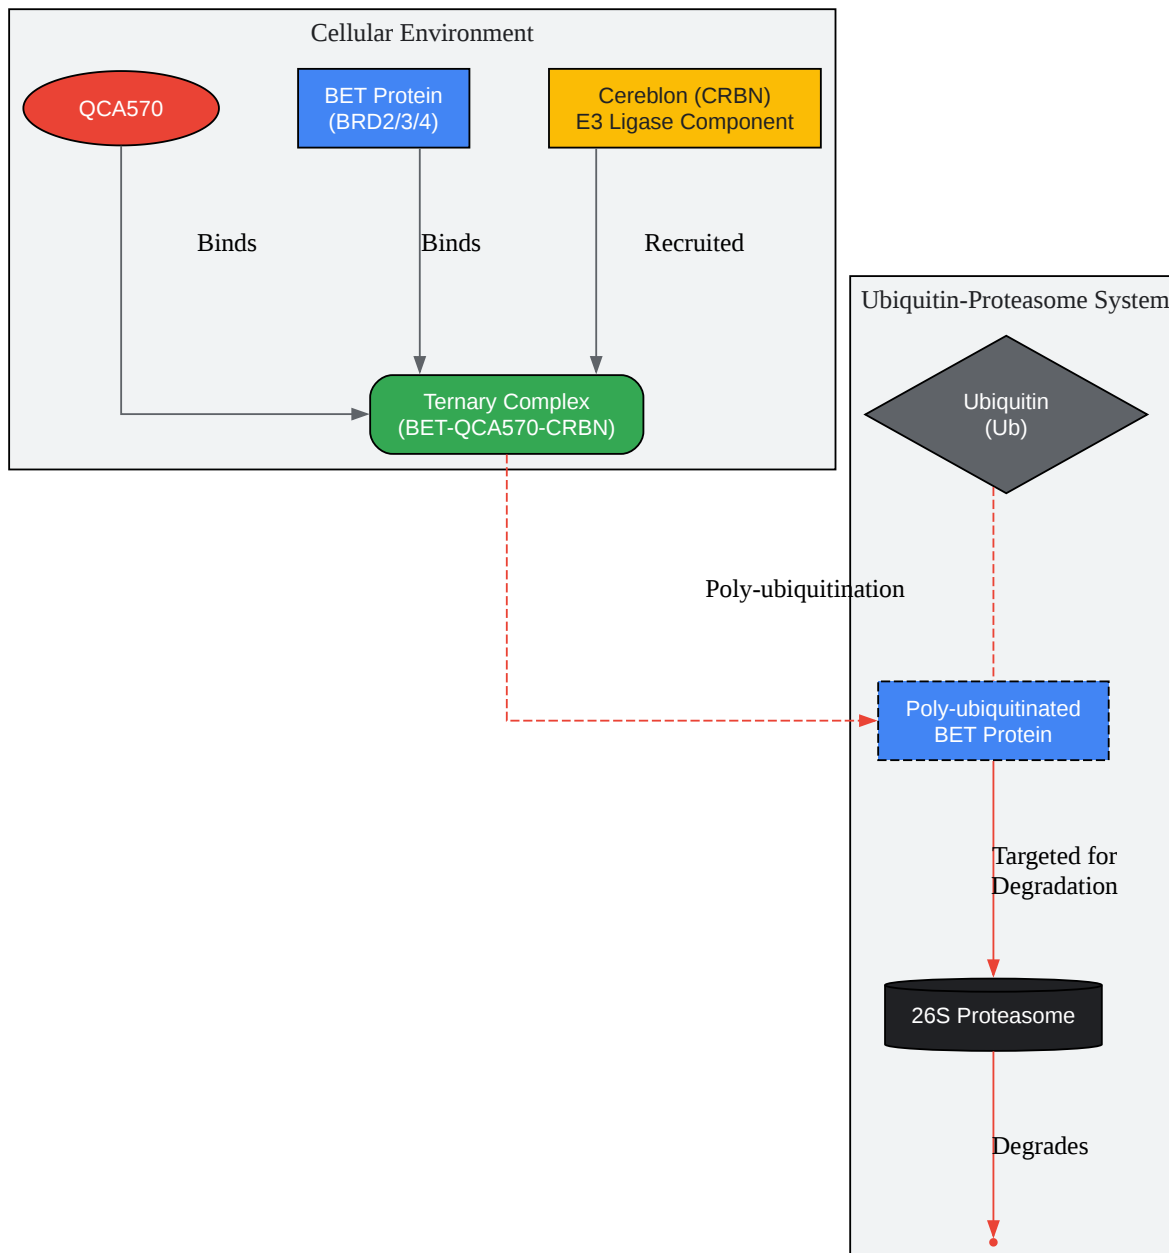 Cellular Environment
QCA570
BET Protein
(BRD2/3/4)
Cereblon (CRBN)
E3 Ligase Component
Binds
Binds
Recruited
Ternary Complex
(BET-QCA570-CRBN)
Ubiquitin-Proteasome System
Ubiquitin
(Ub)
Poly-ubiquitination
Poly-ubiquitinated
BET Protein
Targeted for
Degradation
26S Proteasome
Degrades